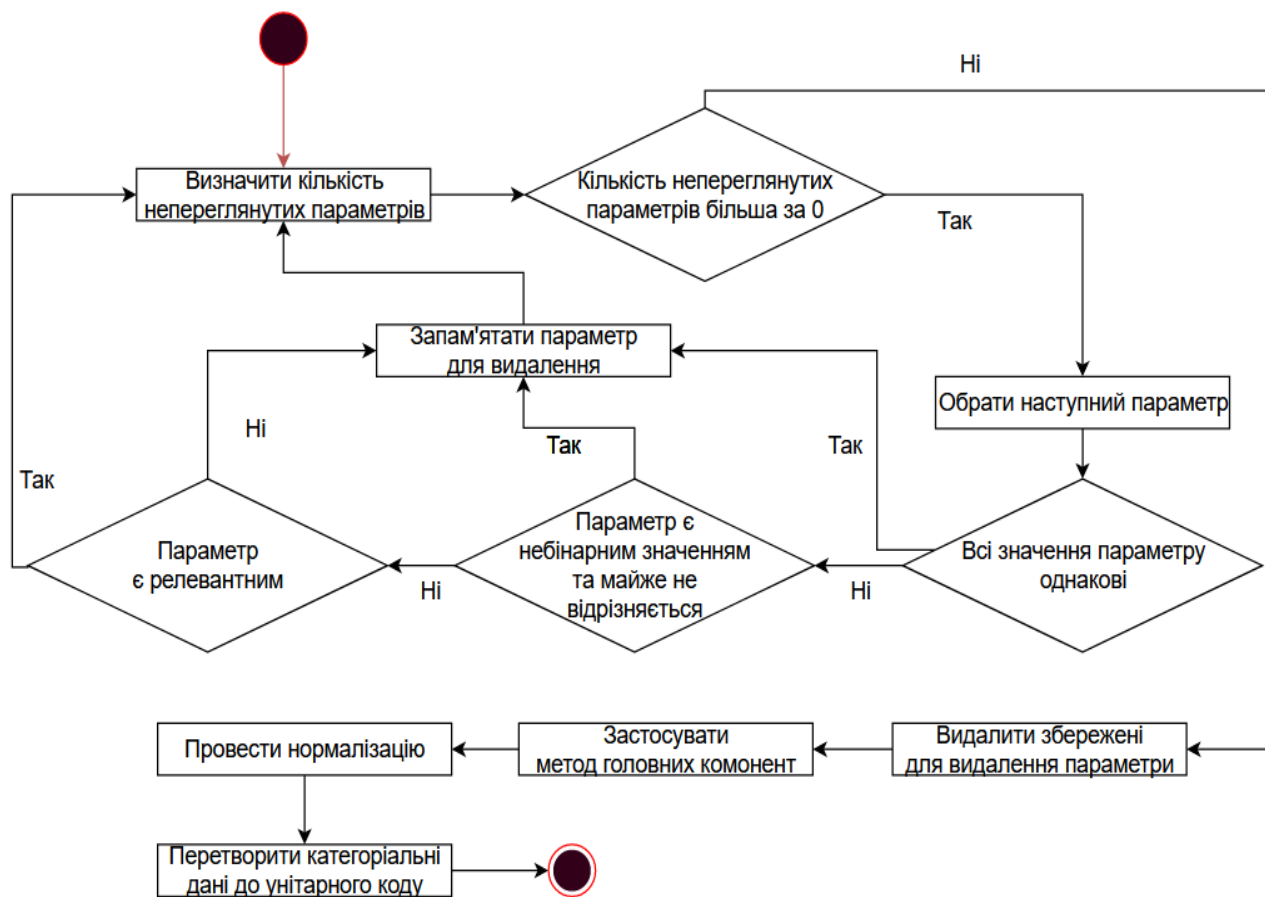 Ні
Визначити кількість
непереглянутих параметрів
Кількість непереглянутих
параметрів більша за 0
Так
Запам'ятати параметр
для видалення
Обрати наступний параметр
Ні
Так
Так
Так
Параметр
є релевантним
Ні
Параметр є
небінарним значенням
та майже не
відрізняється
Ні
Всі значення параметру
однакові
Провести нормалізацію
Застосувати
метод головних комонент
Видалити збережені
для видалення параметри
Перетворити категоріальні
дані до унітарного коду